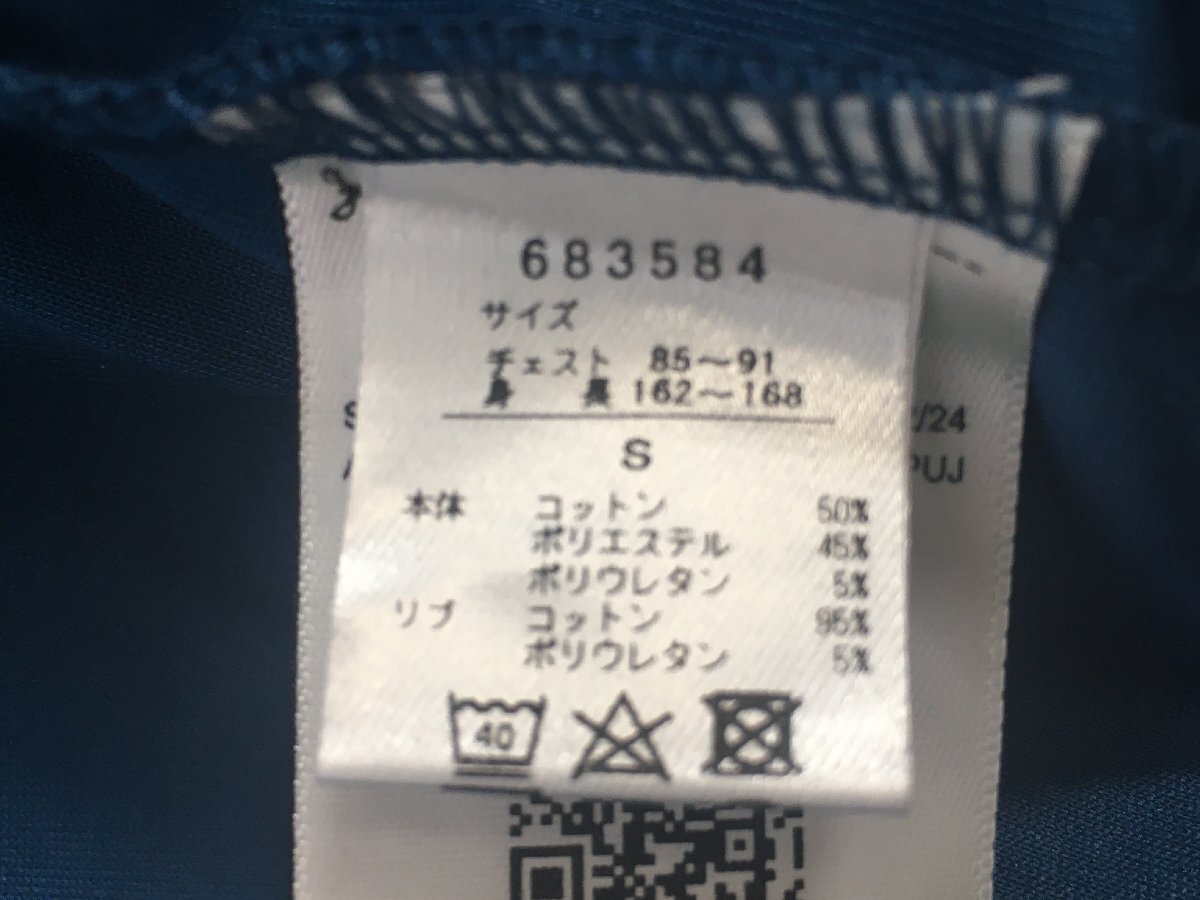 683584
サイズ
チェスト 85～91
身長 162～168
S
本体 コットン 50%
ポリエステル 45%
ポリウレタン 5%
リブ コットン 95%
ポリウレタン 5%
40
/24
PUJ